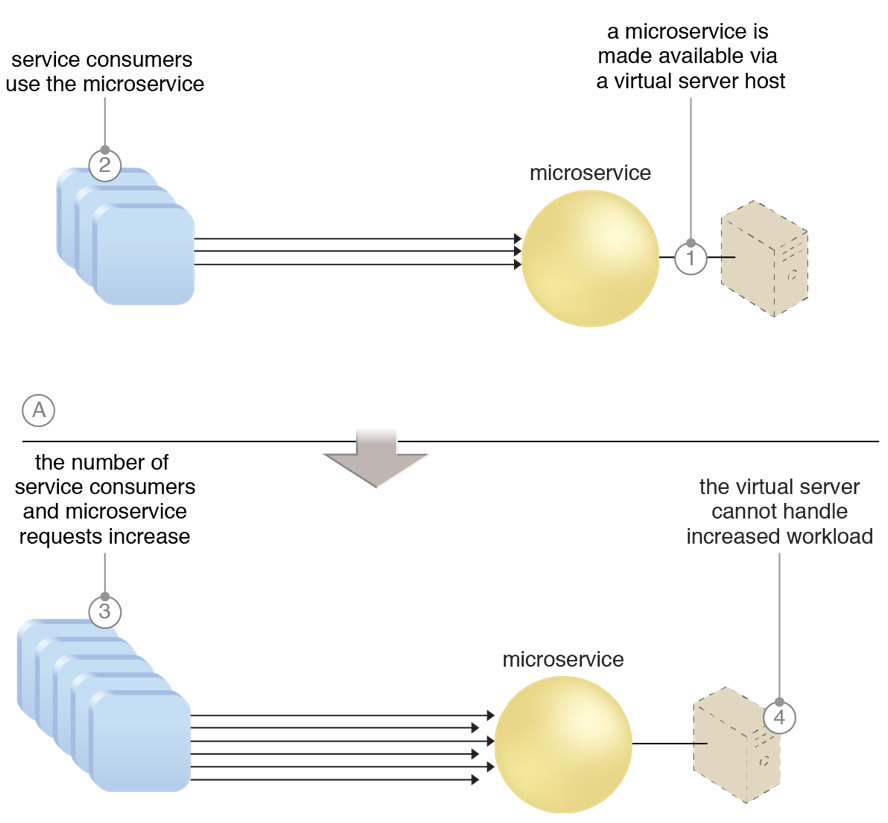 service consumers
use the microservice
a microservice is
made available via
a virtual server host
2
microservice
1
A
the number of
service consumers
and microservice
requests increase
the virtual server
cannot handle
increased workload
3
microservice
4